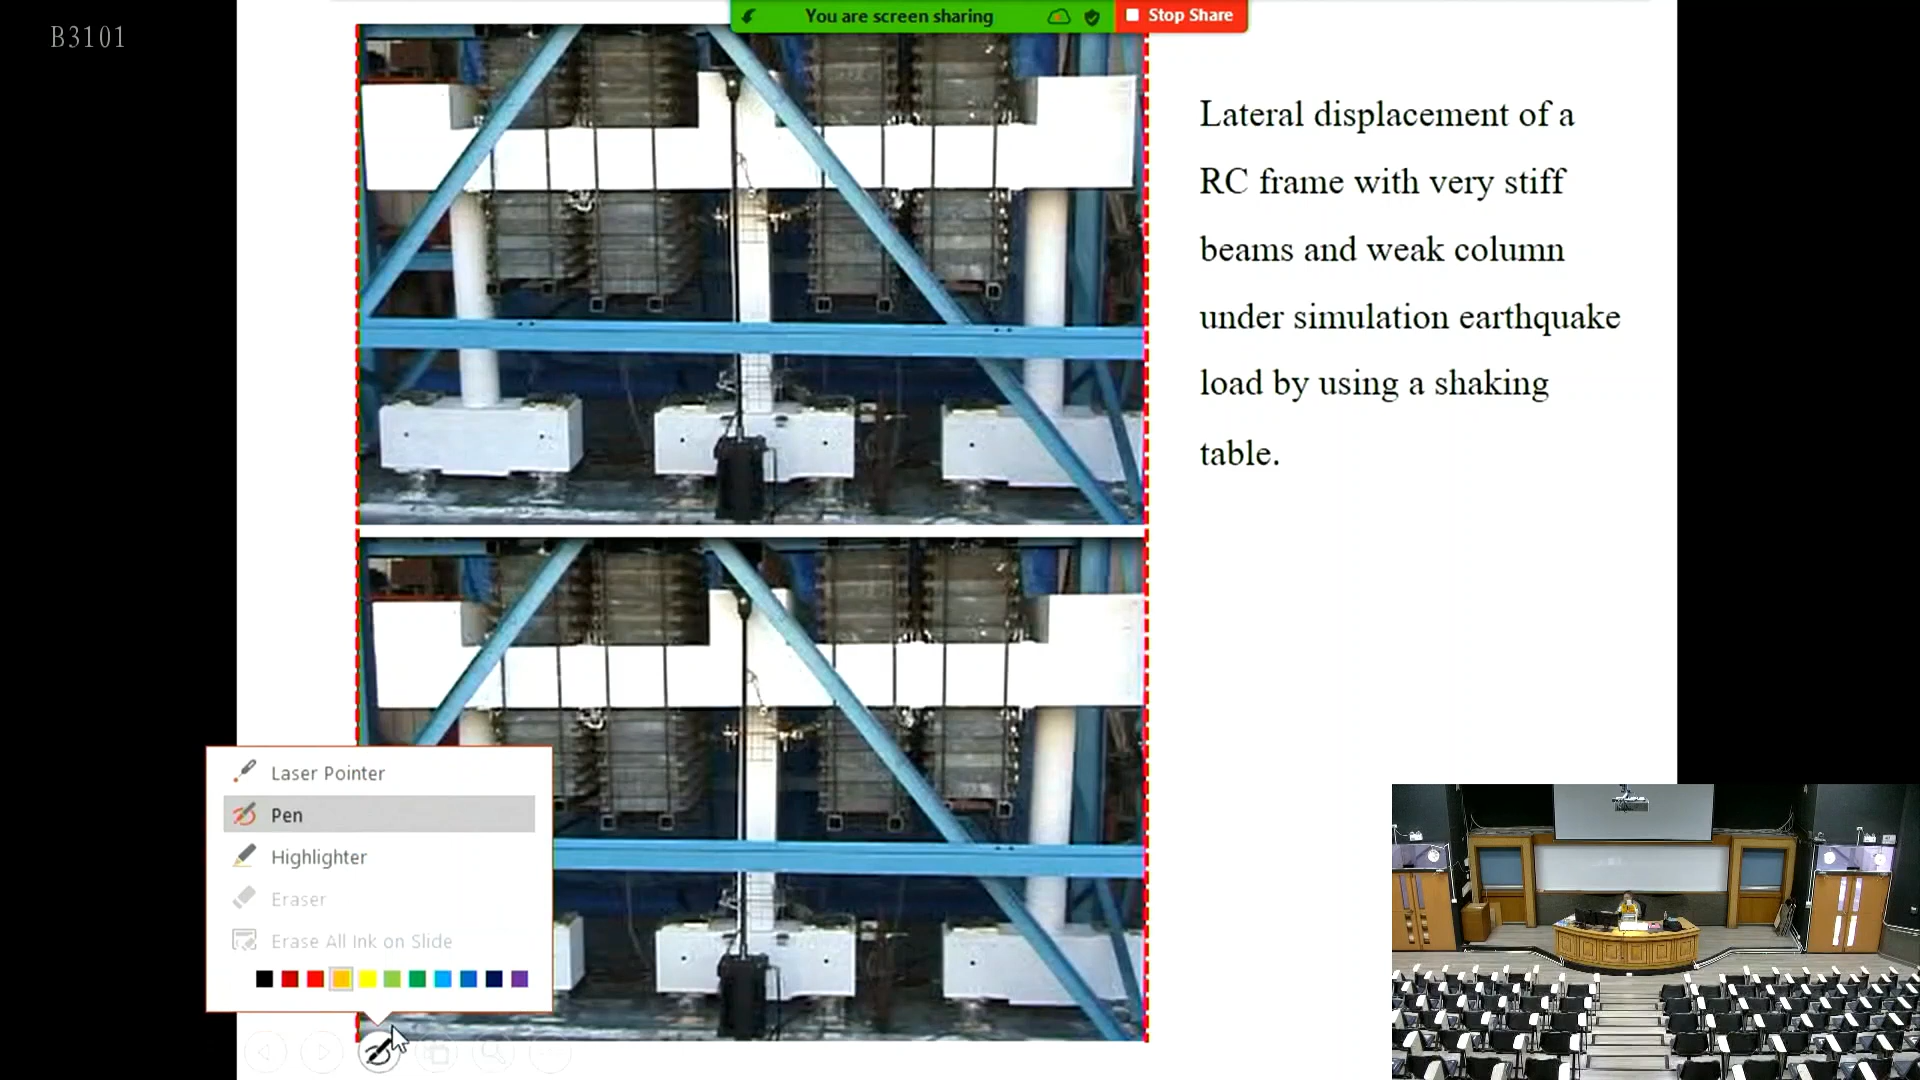 B3101
You are screen sharing
Stop Share
Lateral displacement of a
RC frame with very stiff
beams and weak column
under simulation earthquake
load by using a shaking
table.
Laser Pointer
Pen
Highlighter
Eraser
Erase All Ink on Slide